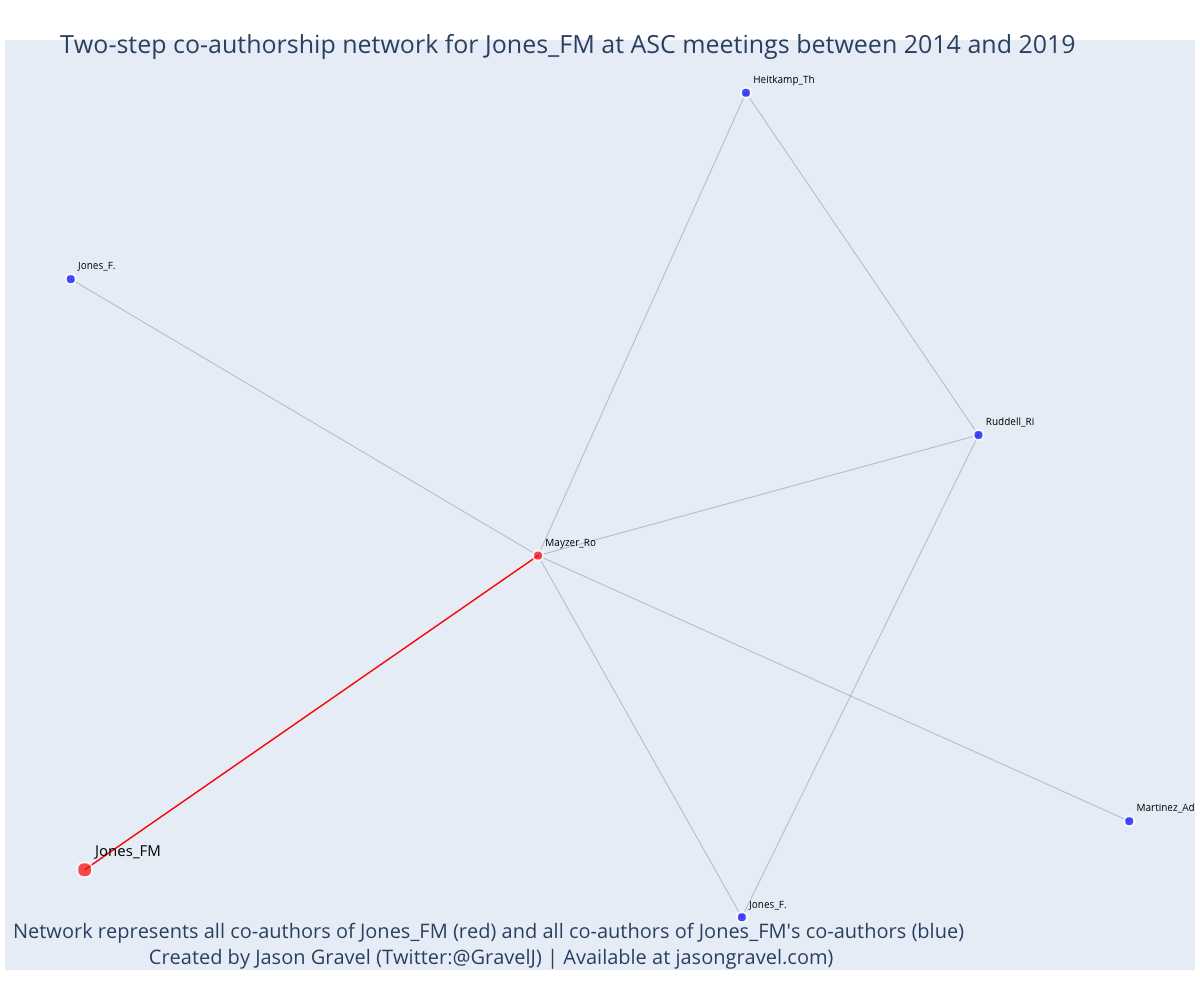 Two-step co-authorship network for Jones_FM at ASC meetings between 2014 and 2019
Heitkamp_Th
Jones_F.
Ruddell_Ri
Mayzer_Ro
Martinez_Ad
Jones_FM
Jones_F.
Network represents all co-authors of Jones_FM (red) and all co-authors of Jones_FM's co-authors (blue)
Created by Jason Gravel (Twitter:@GravelJ) | Available at jasongravel.com)